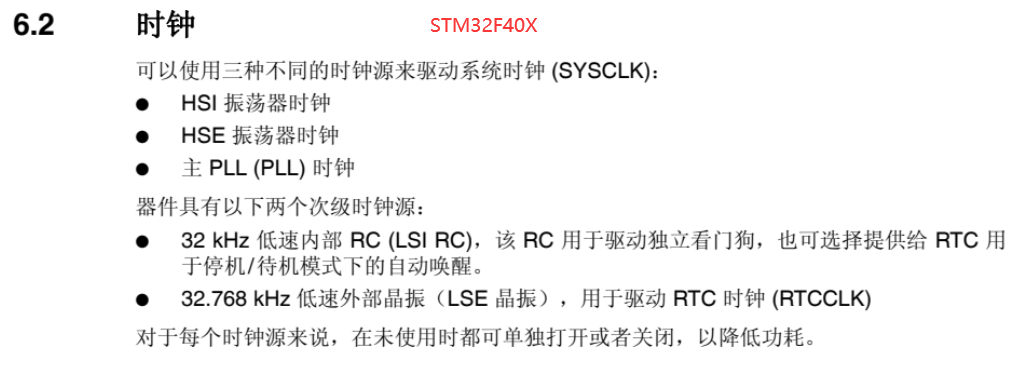 6.2 时钟 STM32F40X
可以使用三种不同的时钟源来驱动系统时钟 (SYSCLK)：
● HSI 振荡器时钟
● HSE 振荡器时钟
● 主 PLL (PLL) 时钟
器件具有以下两个次级时钟源：
● 32 kHz 低速内部 RC (LSI RC)，该 RC 用于驱动独立看门狗，也可选择提供给 RTC 用
于停机/待机模式下的自动唤醒。
● 32.768 kHz 低速外部晶振（LSE 晶振），用于驱动 RTC 时钟 (RTCCLK)
对于每个时钟源来说，在未使用时都可单独打开或者关闭，以降低功耗。